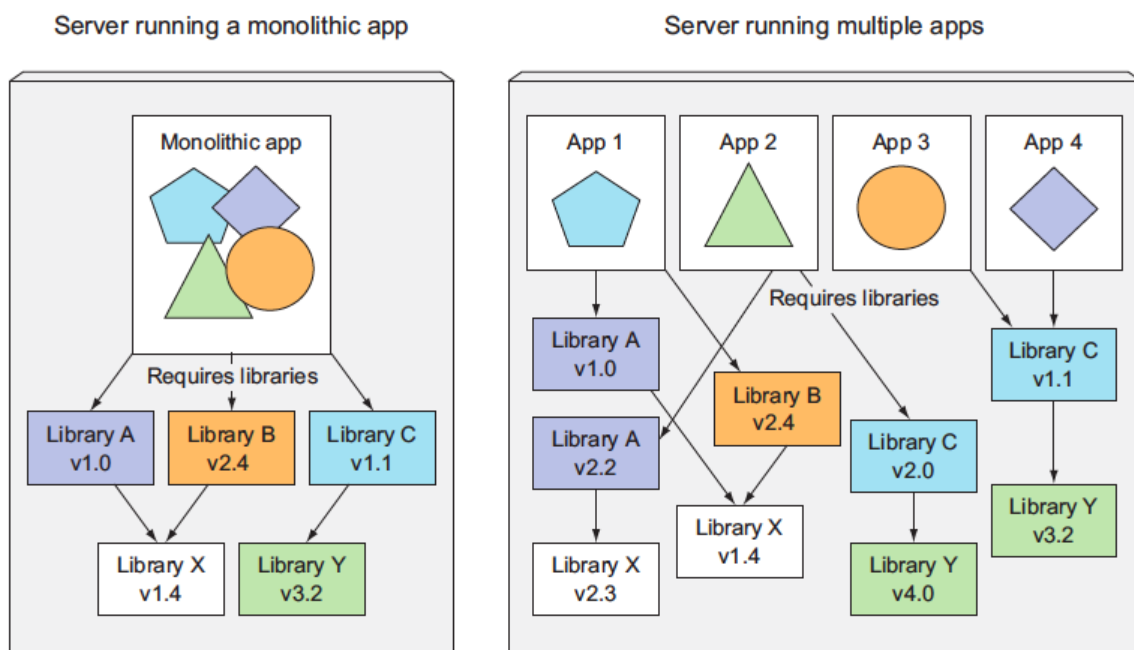 Server running a monolithic app
Monolithic app
Requires libraries
Library A
v1.0
Library B
v2.4
Library C
v1.1
Library X
v1.4
Library Y
v3.2
Server running multiple apps
App 1
App 2
App 3
App 4
Requires libraries
Library A
v1.0
Library C
v1.1
Library B
v2.4
Library A
v2.2
Library C
v2.0
Library Y
v3.2
Library X
v1.4
Library X
v2.3
Library Y
v4.0